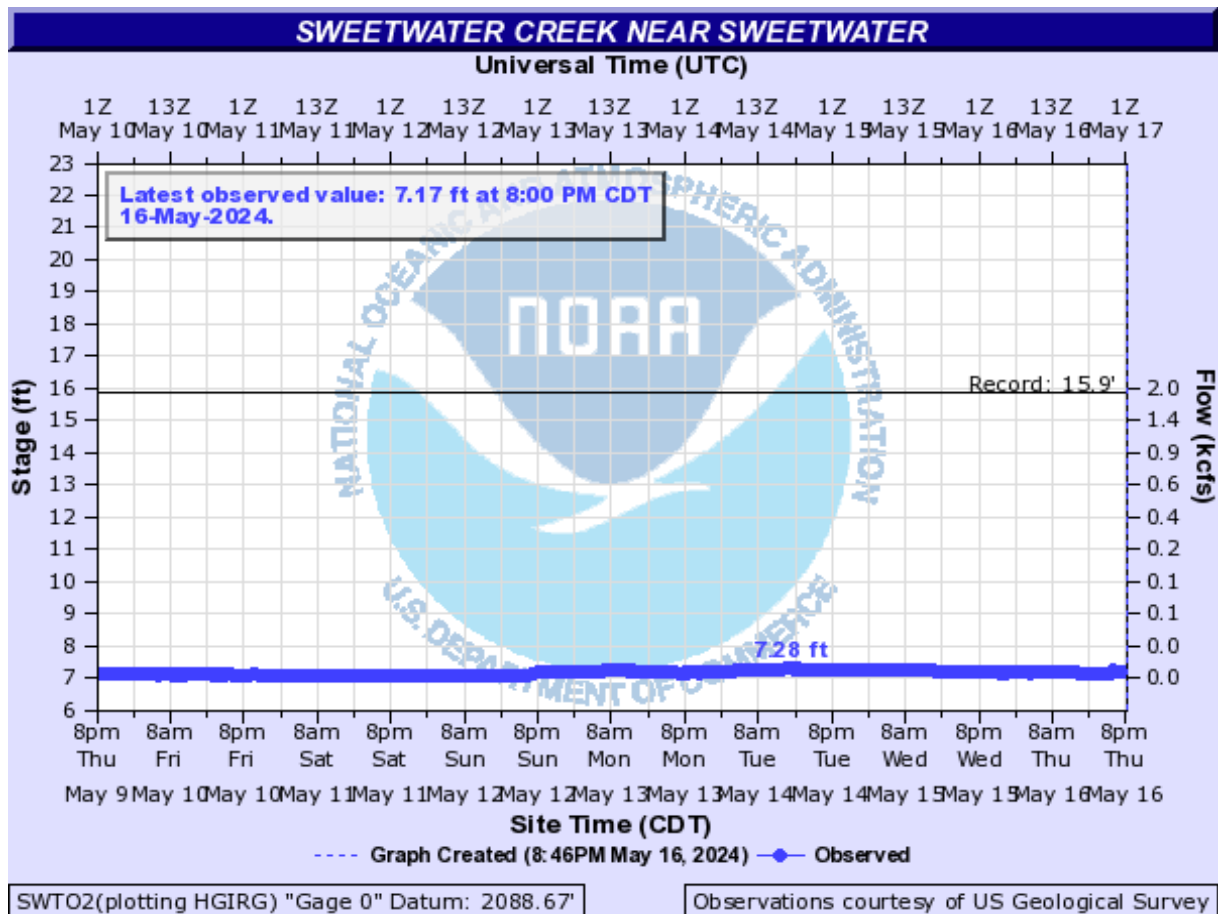 SWEETWATER CREEK NEAR SWEETWATER
Universal Time (UTC)
1Z 13Z 1Z 13Z 1Z 13Z 1Z 13Z 1Z 13Z 1Z 13Z 1Z 13Z 1Z
May 10 May 10 May 11 May 11 May 12 May 12 May 13 May 13 May 14 May 14 May 15 May 15 May 16 May 16 May 17
Latest observed value: 7.17 ft at 8:00 PM CDT
16-May-2024.
NATIONAL OCEANIC AND ATMOSPHERIC ADMINISTRATION
NOAA
U.S. DEPARTMENT OF COMMERCE
Stage (ft)
23
22
21
20
19
18
17
16
15
14
13
12
11
10
9
8
7
6
Record: 15.9'
7.28 ft
Flow (kcfs)
2.0
1.4
0.9
0.6
0.4
0.2
0.1
0.1
0.0
0.0
8pm 8am 8pm 8am 8pm 8am 8pm 8am 8pm 8am 8pm 8am 8pm 8am 8pm
Thu Fri Fri Sat Sat Sun Sun Mon Mon Tue Tue Wed Wed Thu Thu
May 9 May 10 May 10 May 11 May 11 May 12 May 12 May 13 May 13 May 14 May 14 May 15 May 15 May 16 May 16
Site Time (CDT)
---- Graph Created (8:46PM May 16, 2024) Observed
SWTO2(plotting HGIRG) "Gage 0" Datum: 2088.67'
Observations courtesy of US Geological Survey